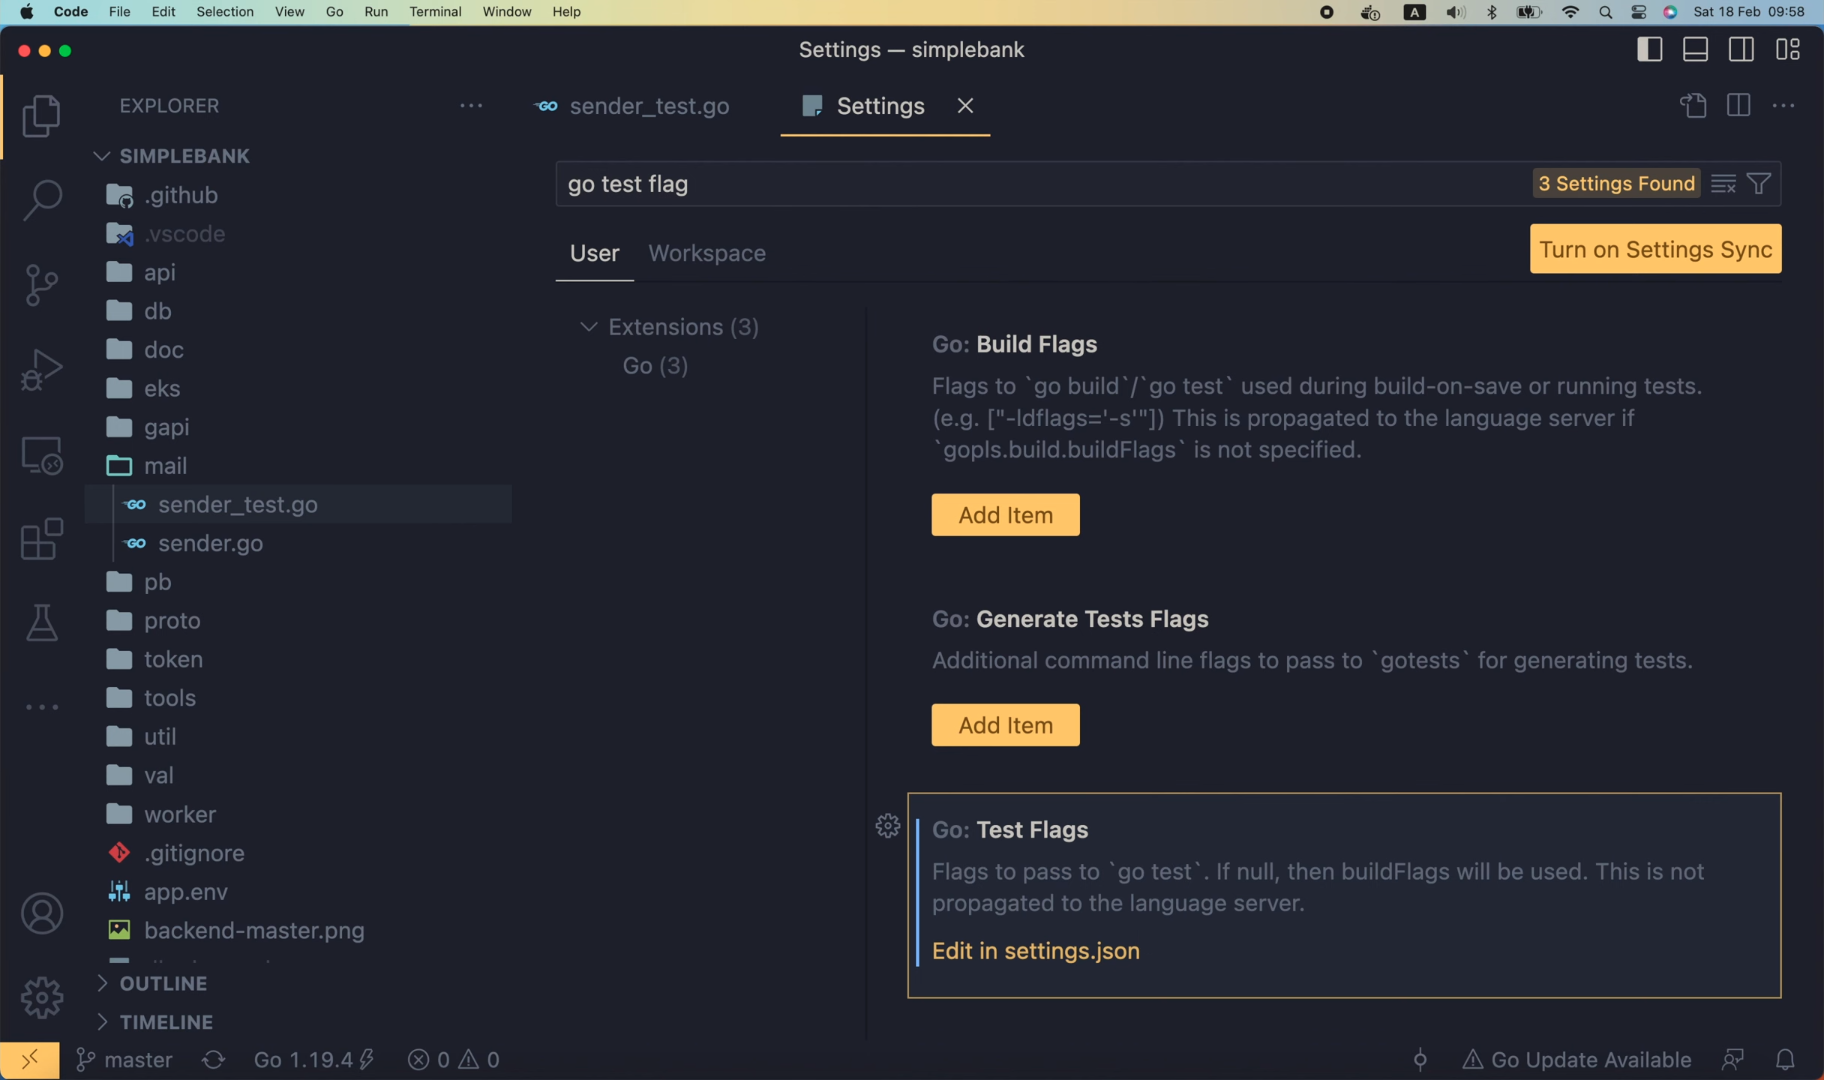 Code File Edit Selection View Go Run Terminal Window Help
A
Sat 18 Feb 09:58
Settings — simplebank
EXPLORER
sender_test.go
Settings
SIMPLEBANK
.github
.vscode
api
db
doc
eks
gapi
mail
sender_test.go
sender.go
pb
proto
token
tools
util
val
worker
.gitignore
app.env
backend-master.png
OUTLINE
TIMELINE
go test flag
3 Settings Found
User Workspace
Turn on Settings Sync
Extensions (3)
Go (3)
Go: Build Flags
Flags to `go build`/`go test` used during build-on-save or running tests.
(e.g. ["-ldflags='-s'"]) This is propagated to the language server if
`gopls.build.buildFlags` is not specified.
Add Item
Go: Generate Tests Flags
Additional command line flags to pass to `gotests` for generating tests.
Add Item
Go: Test Flags
Flags to pass to `go test`. If null, then buildFlags will be used. This is not
propagated to the language server.
Edit in settings.json
master
Go 1.19.4
0 0
Go Update Available